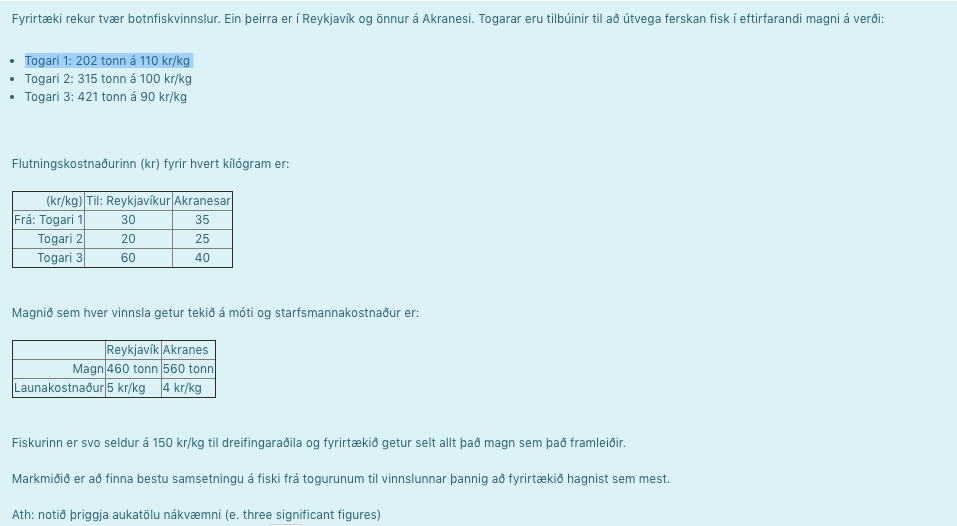 Fyrirtæki rekur tvær botnfiskvinnslur. Ein þeirra er í Reykjavík og önnur á Akranesi. Togarar eru tilbúinir til að útvega ferskan fisk í eftirfarandi magni á verði:
• Togari 1: 202 tonn á 110 kr/kg
• Togari 2: 315 tonn á 100 kr/kg
• Togari 3: 421 tonn á 90 kr/kg
Flutningskostnaðurinn (kr) fyrir hvert kílógram er:
(kr/kg) Til: Reykjavíkur Akranesar
Frá: Togari 1 30 35
Togari 2 20 25
Togari 3 60 40
Magnið sem hver vinnsla getur tekið á móti og starfsmannakostnaður er:
Reykjavík Akranes
Magn 460 tonn 560 tonn
Launakostnaður 5 kr/kg 4 kr/kg
Fiskurinn er svo seldur á 150 kr/kg til dreifingaraðila og fyrirtækið getur selt allt það magn sem það framleiðir.
Markmiðið er að finna bestu samsetningu á fiski frá togurunum til vinnslunnar þannig að fyrirtækið hagnist sem mest.
Ath: notið þriggja aukatölu nákvæmni (e. three significant figures)